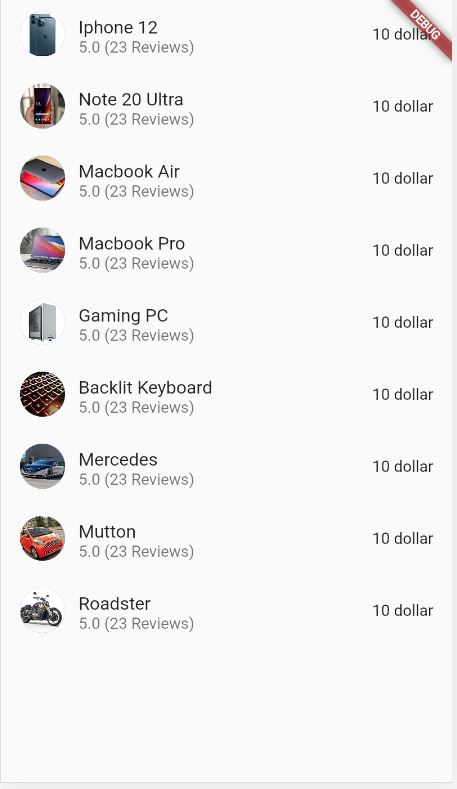 Iphone 12
5.0 (23 Reviews)
10 dollar
DEBUG
Note 20 Ultra
5.0 (23 Reviews)
10 dollar
Macbook Air
5.0 (23 Reviews)
10 dollar
Macbook Pro
5.0 (23 Reviews)
10 dollar
Gaming PC
5.0 (23 Reviews)
10 dollar
Backlit Keyboard
5.0 (23 Reviews)
10 dollar
Mercedes
5.0 (23 Reviews)
10 dollar
Mutton
5.0 (23 Reviews)
10 dollar
Roadster
5.0 (23 Reviews)
10 dollar